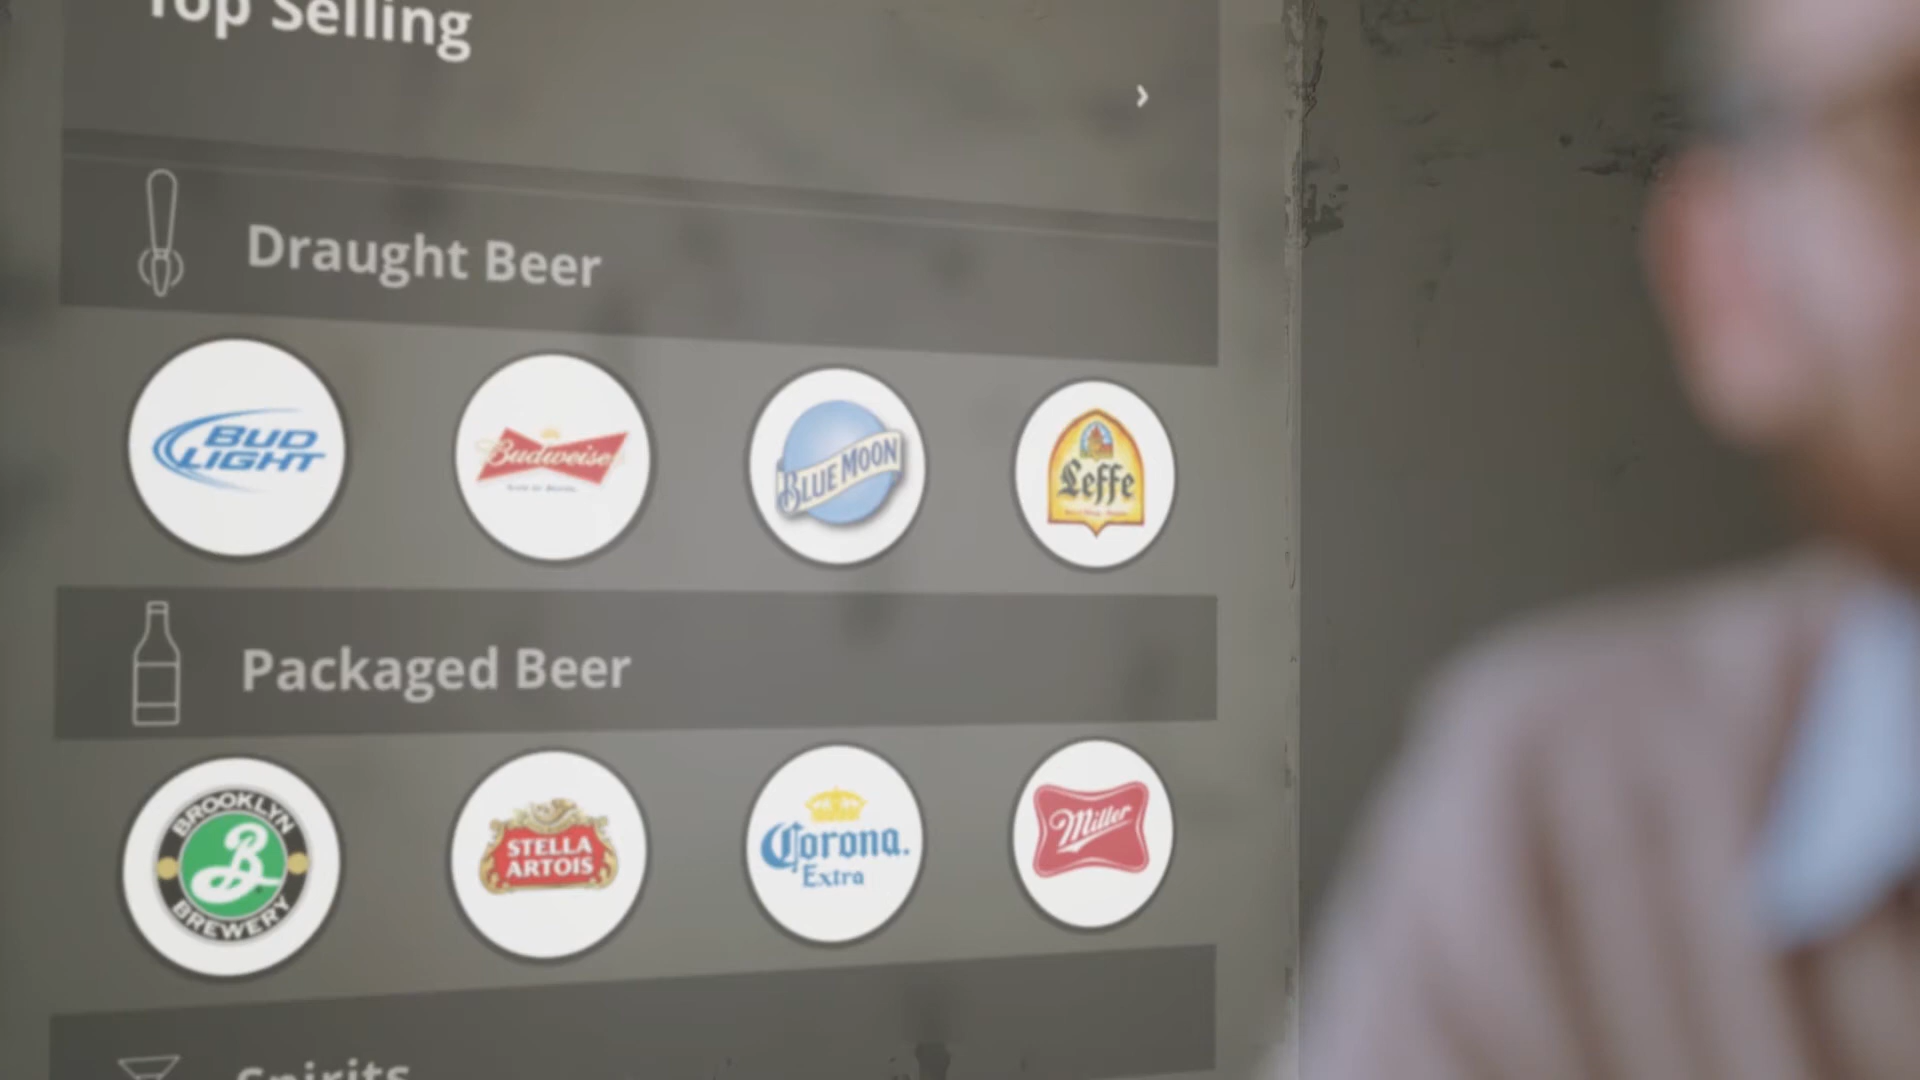 Top Selling
Draught Beer
BUD LIGHT
Budweiser
BLUE MOON
Leffe
Packaged Beer
BROOKLYN BREWERY
B
STELLA ARTOIS
Corona. Extra
Miller
Spirits